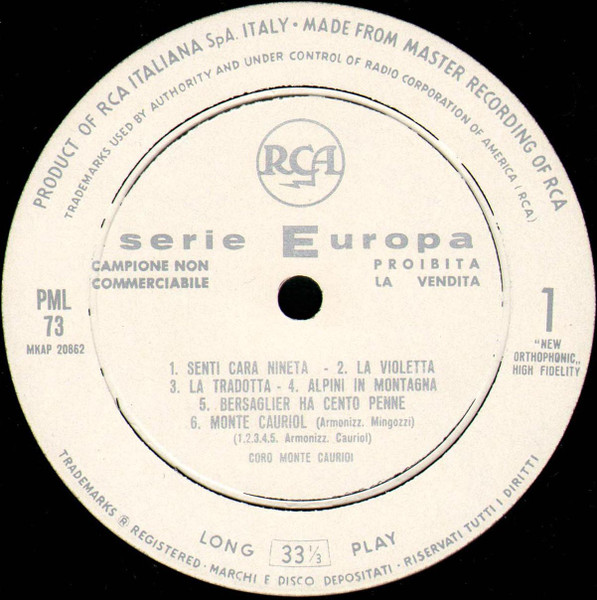 PRODUCT OF RCA ITALIANA SpA. ITALY • MADE FROM MASTER RECORDING OF RCA
TRADEMARKS USED BY AUTHORITY AND UNDER CONTROL OF RADIO CORPORATION OF AMERICA (RCA)
RCA
serie Europa
CAMPIONE NON
COMMERCIABILE
PROIBITA
LA VENDITA
PML
73
MKAP 20662
1
"NEW
ORTHOPHONIC„
HIGH FIDELITY
1. SENTI CARA NINETA - 2. LA VIOLETTA
3. LA TRADOTTA - 4. ALPINI IN MONTAGNA
5. BERSAGLIER HA CENTO PENNE
6. MONTE CAURIOL (Armonizz. Mingozzi)
(1.2.3.4.5. Armonizz. Cauriol)
CORO MONTE CAURIOl
LONG 33 1/3 PLAY
TRADEMARKS ® REGISTERED • MARCHI E DISCO DEPOSITATI • RISERVATI TUTTI I DIRITTI